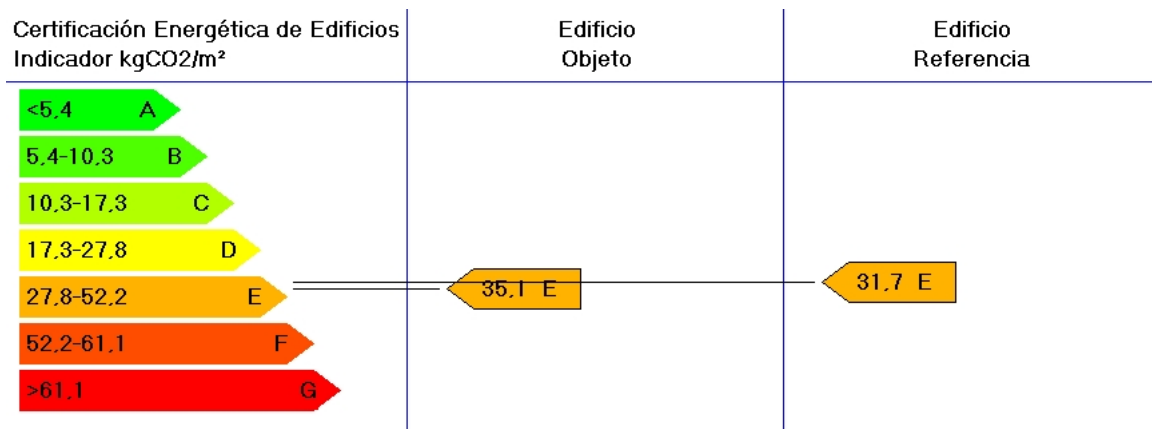 Certificación Energética de Edificios
Indicador kgCO2/m²
Edificio
Objeto
Edificio
Referencia
<5,4 A
5,4-10,3 B
10,3-17,3 C
17,3-27,8 D
27,8-52,2 E
52,2-61,1 F
>61,1 G
35,1 E
31,7 E